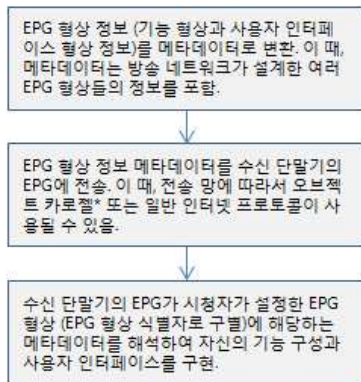 EPG 형상 정보 (기능 형상과 사용자 인터페
이스 형상 정보)를 메타데이터로 변환. 이 때,
메타데이터는 방송 네트워크가 설계한 여러
EPG 형상들의 정보를 포함.
EPG 형상 정보 메타데이터를 수신 단말기의
EPG에 전송. 이 때, 전송 망에 따라서 오브젝
트 카로젤* 또는 일반 인터넷 프로토콜이 사
용될 수 있음.
수신 단말기의 EPG가 시청자가 설정한 EPG
형상 (EPG 형상 식별자로 구별)에 해당하는
메타데이터를 해석하여 자신의 기능 구성과
사용자 인터페이스를 구현.